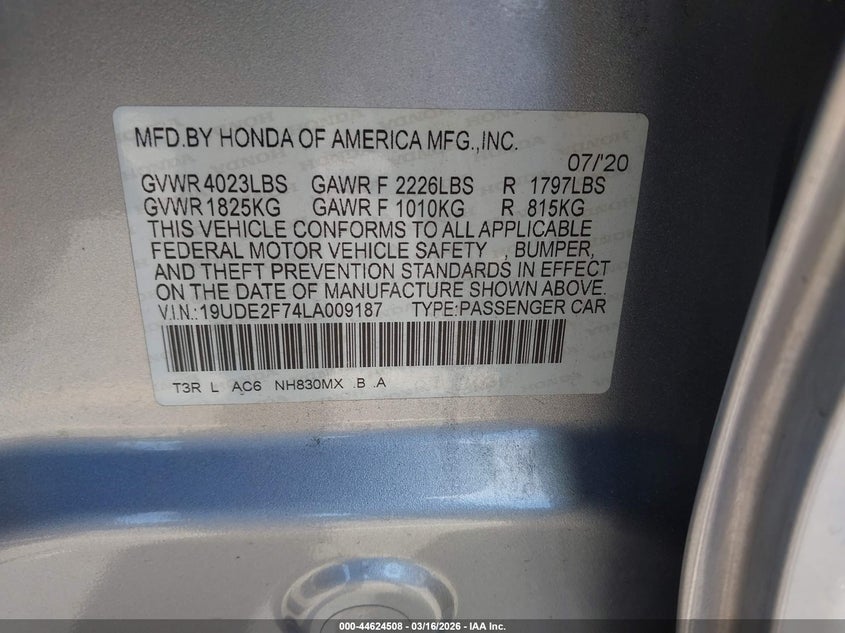 MFD.BY HONDA OF AMERICA MFG.,INC.
07/'20
GVWR 4023LBS GAWR F 2226LBS R 1797LBS
GVWR 1825KG GAWR F 1010KG R 815KG
THIS VEHICLE CONFORMS TO ALL APPLICABLE
FEDERAL MOTOR VEHICLE SAFETY , BUMPER,
AND THEFT PREVENTION STANDARDS IN EFFECT
ON THE DATE OF MANUFACTURE SHOWN ABOVE.
V.I.N.:19UDE2F74LA009187 TYPE:PASSENGER CAR
T3R L AC6 NH830MX .B .A
000-44624508 - 03/16/2026 - IAA Inc.